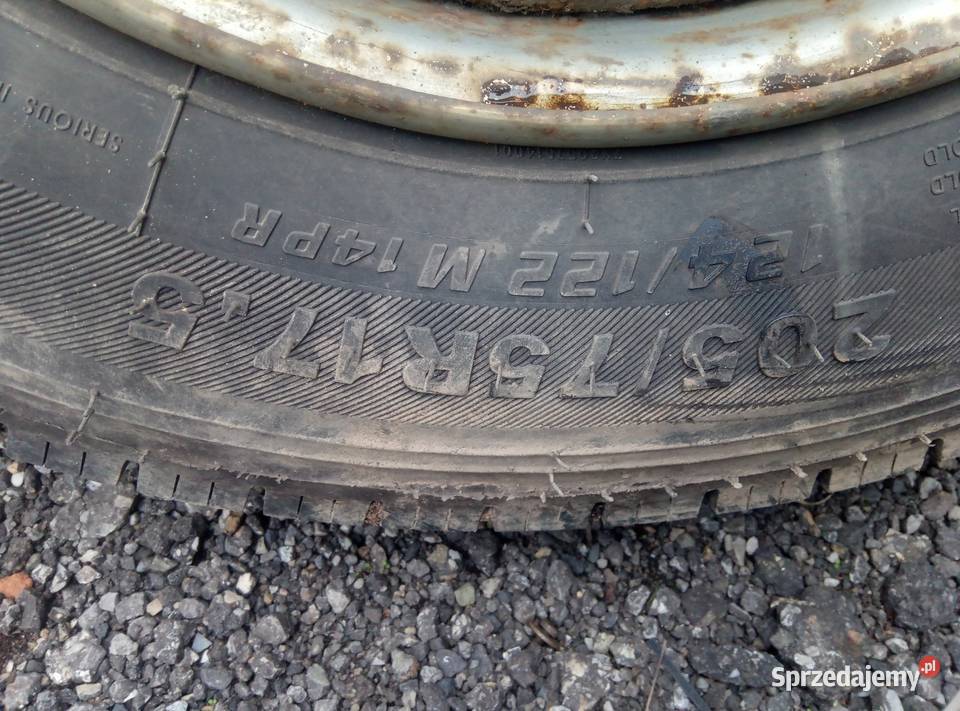 205/75R17.5
124/122 M 14PR
SERIOUS
Sprzedajemy.pl